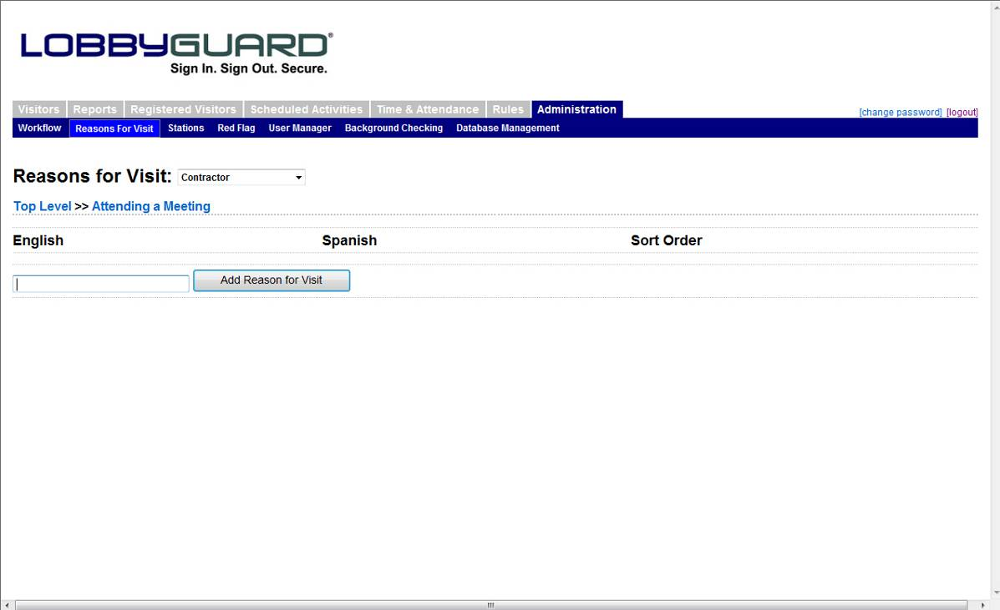 LOBBYGUARD®
Sign In. Sign Out. Secure.
Visitors Reports Registered Visitors Scheduled Activities Time & Attendance Rules Administration [change password] [logout]
Workflow Reasons For Visit Stations Red Flag User Manager Background Checking Database Management
Reasons for Visit: Contractor
Top Level >> Attending a Meeting
English Spanish Sort Order
Add Reason for Visit